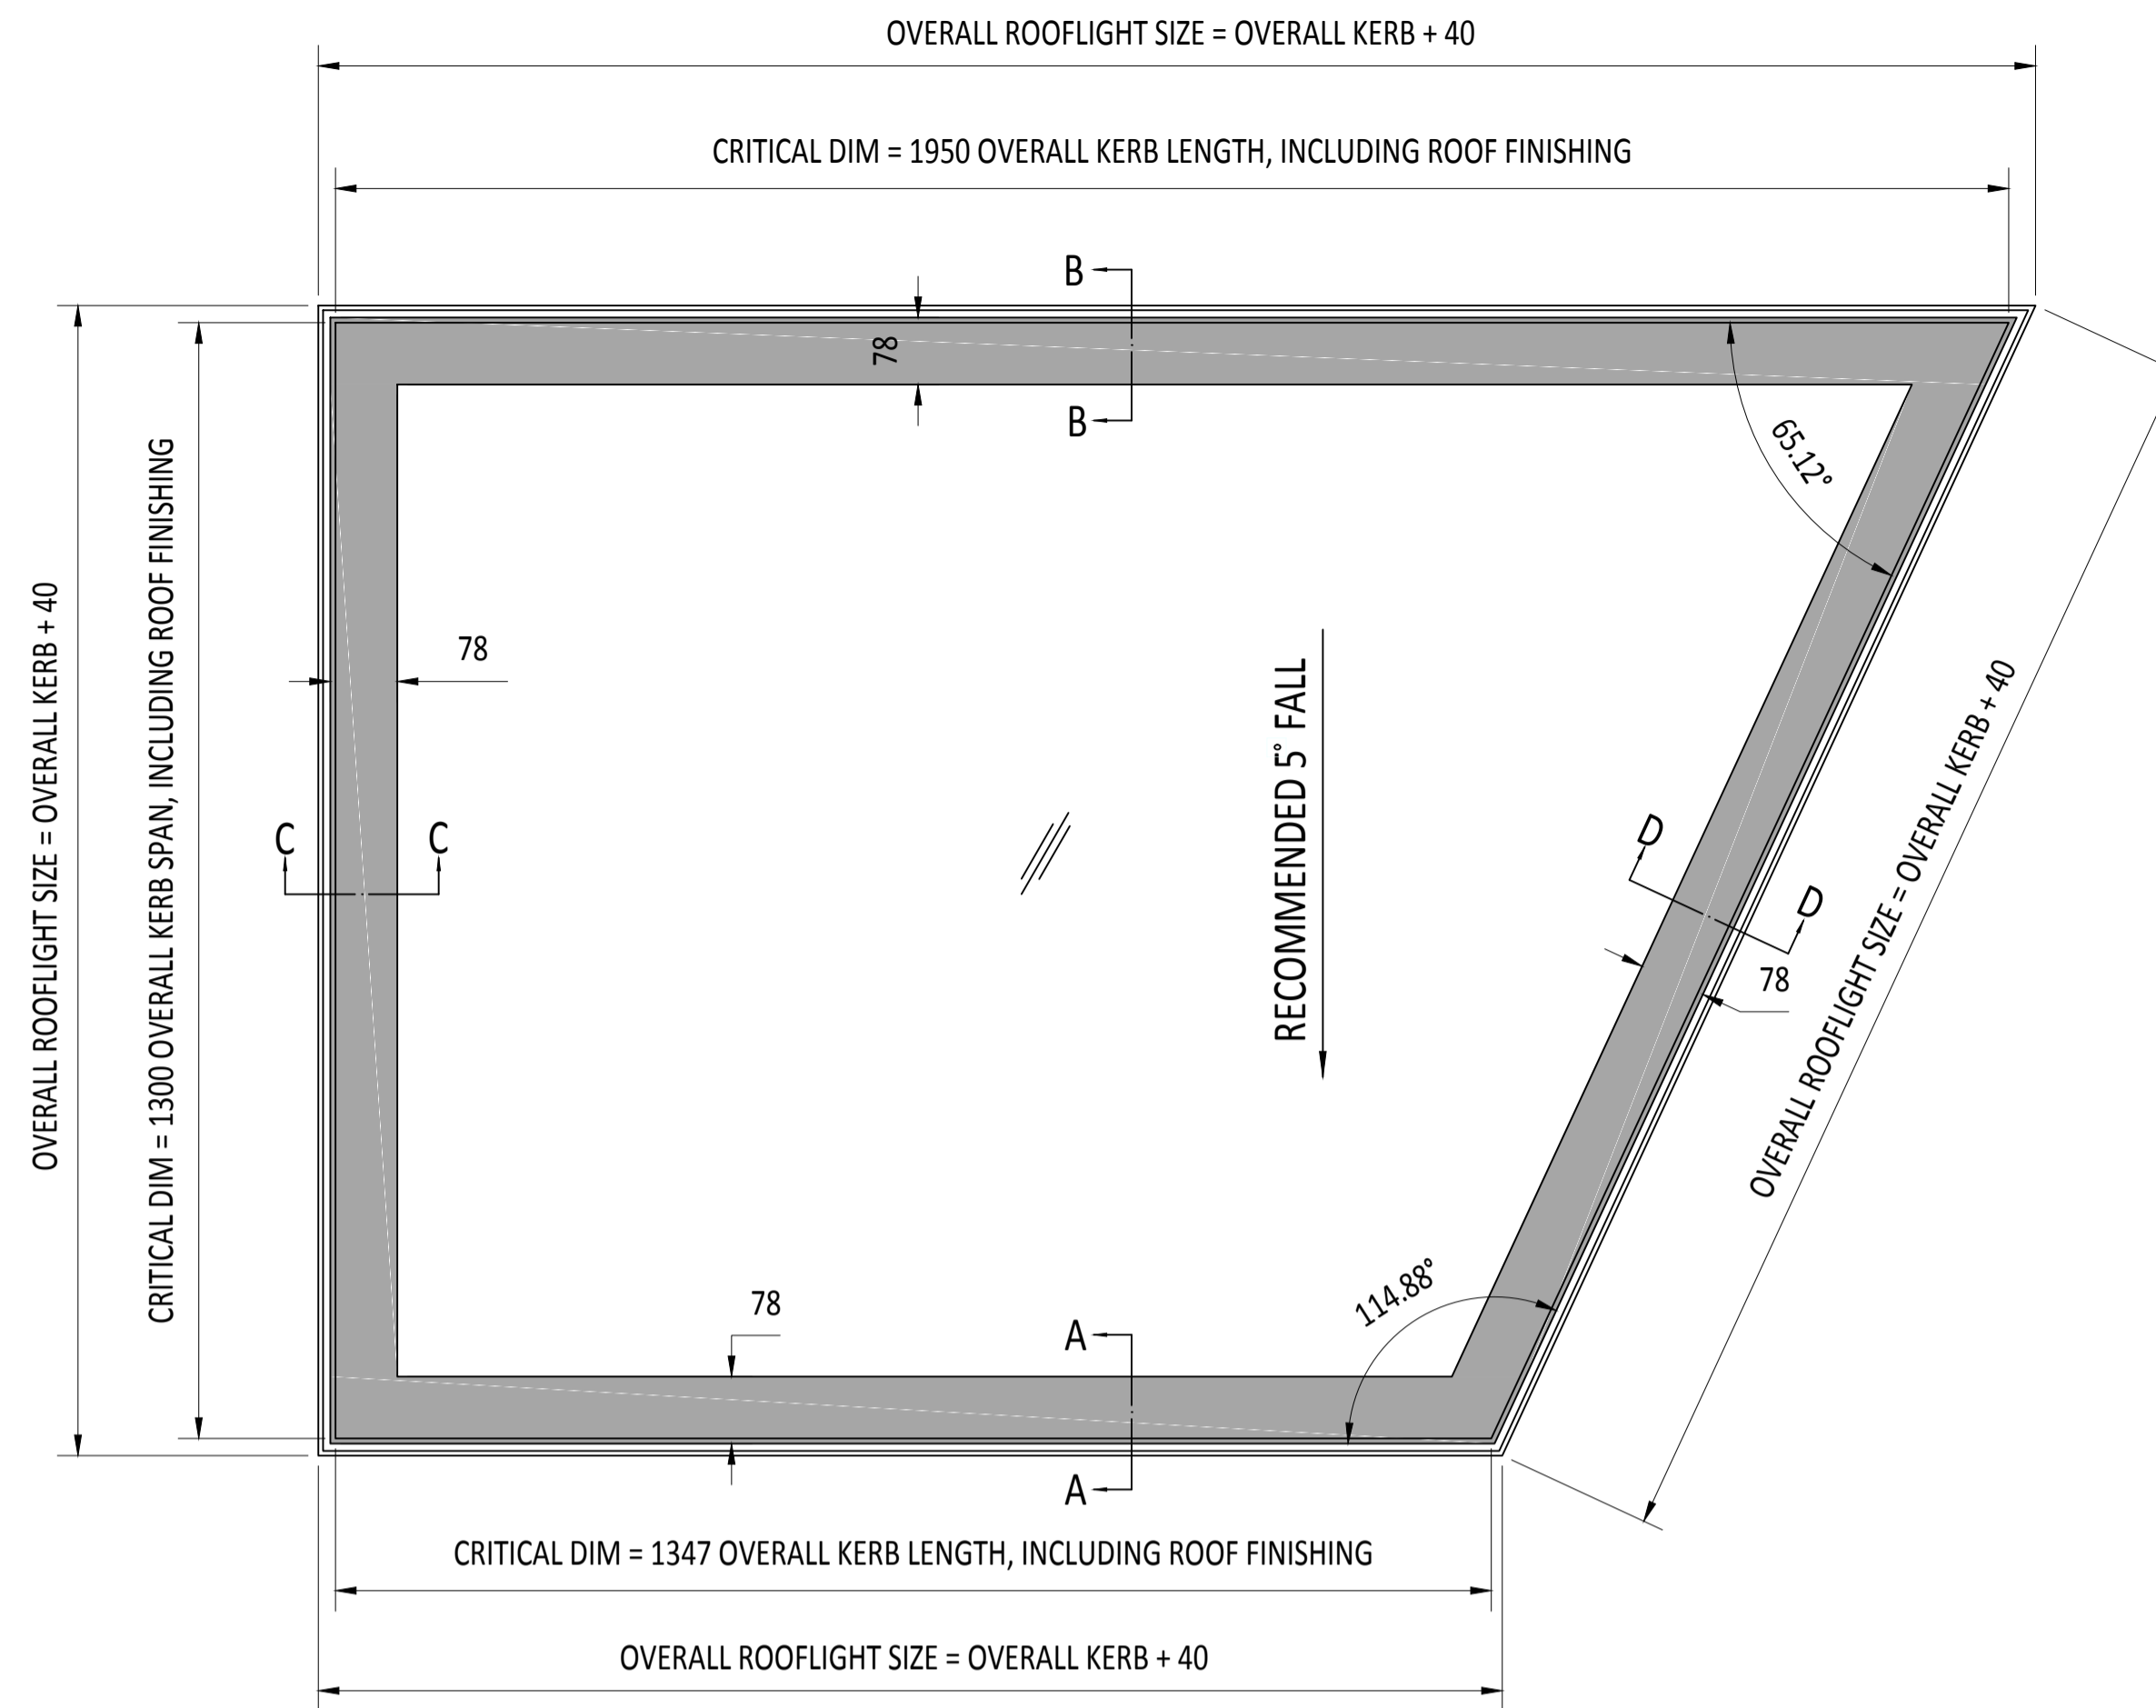 OVERALL ROOFLIGHT SIZE = OVERALL KERB + 40
CRITICAL DIM = 1950 OVERALL KERB LENGTH, INCLUDING ROOF FINISHING
B
78
B
65.12°
OVERALL ROOFLIGHT SIZE = OVERALL KERB + 40
CRITICAL DIM = 1300 OVERALL KERB SPAN, INCLUDING ROOF FINISHING
78
C
C
RECOMMENDED 5° FALL
D
D
78
OVERALL ROOFLIGHT SIZE = OVERALL KERB + 40
114.88°
78
A
A
CRITICAL DIM = 1347 OVERALL KERB LENGTH, INCLUDING ROOF FINISHING
OVERALL ROOFLIGHT SIZE = OVERALL KERB + 40